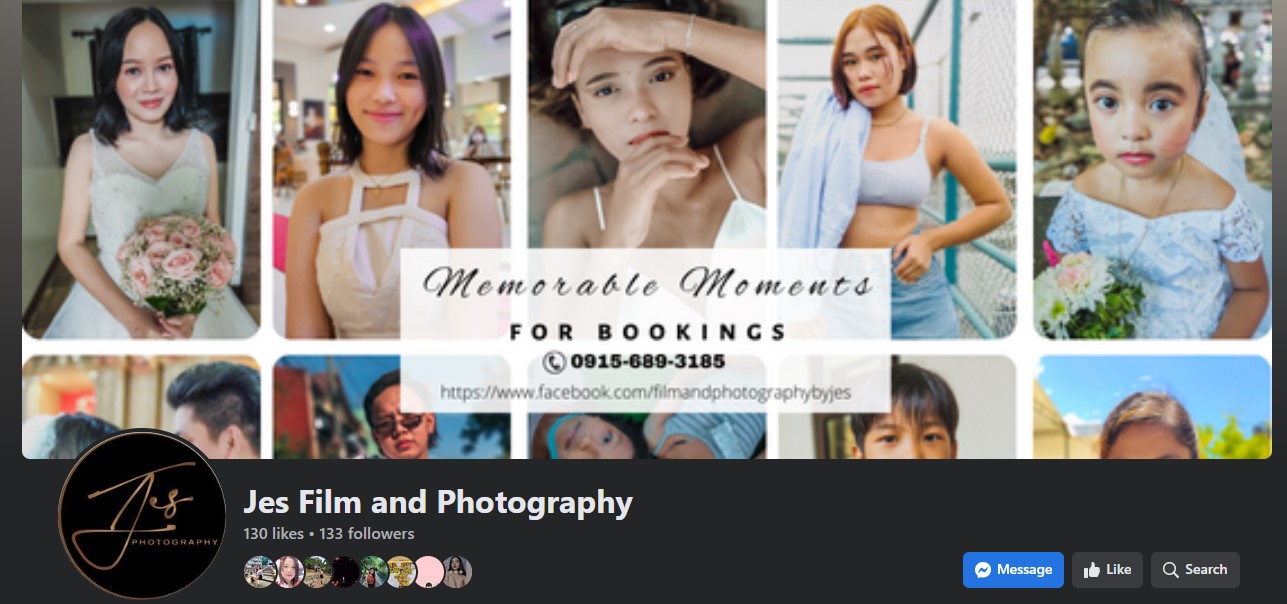 Memorable Moments
FOR BOOKINGS
0915-689-3185
https://www.facebook.com/filmandphotographybyjes
Jes
PHOTOGRAPHY
Jes Film and Photography
130 likes • 133 followers
Message
Like
Search